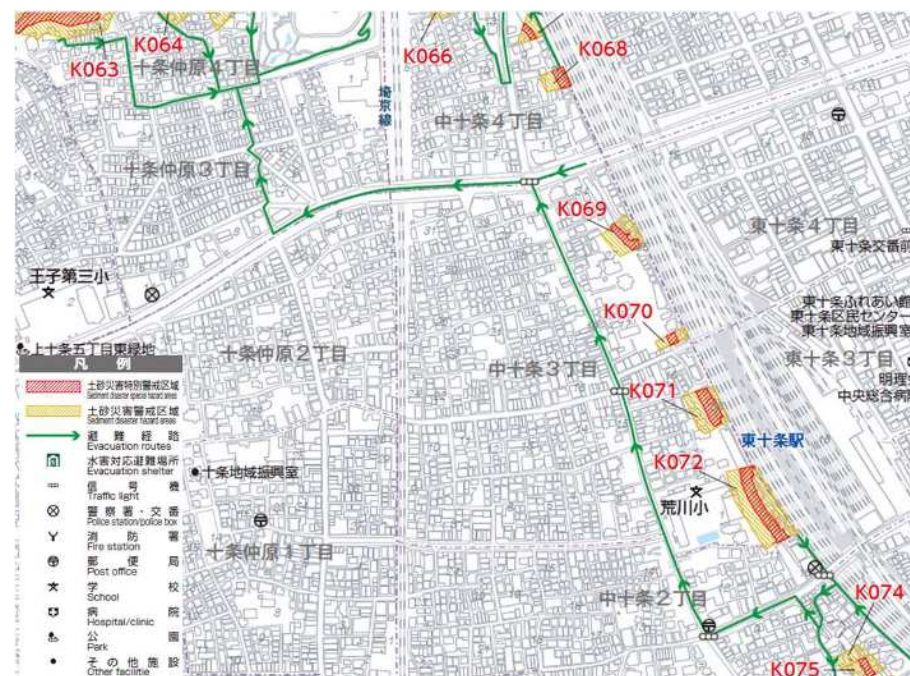 K063
K064
K066
K068
十条仲原4丁目
埼京線
中十条4丁目
十条仲原3丁目
K069
東十条4丁目
東十条交番前
王子第三小
上十条五丁目東緑地
K070
東十条ふれあい館
東十条区民センター
東十条地域振興室
東十条3丁目
中央総合病院
十条仲原2丁目
中十条3丁目
K071
東十条駅
K072
荒川小
十条地域振興室
十条仲原1丁目
中十条2丁目
K074
K075
凡例
土砂災害特別警戒区域
Sediment disaster special hazard areas
土砂災害警戒区域
Sediment disaster hazard areas
避難経路
Evacuation routes
水害対応避難場所
Evacuation shelter
信号機
Traffic light
警察署・交番
Police station/police box
消防署
Fire station
郵便局
Post office
学校
School
病院
Hospital/clinic
公園
Park
その他施設
Other facilitie